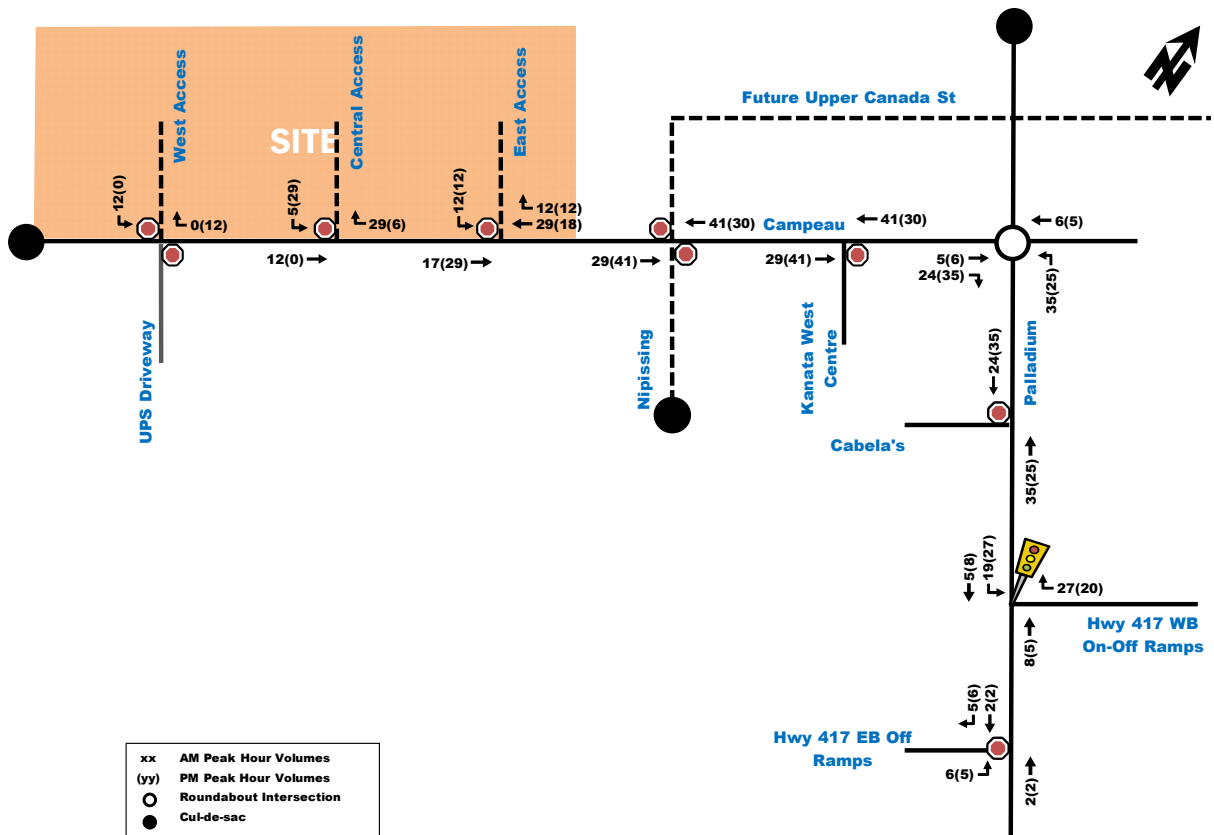 Future Upper Canada St
West Access
SITE
Central Access
East Access
12(0)
0(12)
5(29)
29(6)
12(12)
12(12)
29(18)
41(30)
Campeau
41(30)
6(5)
12(0)
17(29)
29(41)
29(41)
5(6)
24(35)
35(25)
UPS Driveway
Nipissing
Kanata West
Centre
24(35)
Palladium
Cabela's
35(25)
5(8)
19(27)
27(20)
Hwy 417 WB
On-Off Ramps
8(5)
5(6)
2(2)
Hwy 417 EB Off
Ramps
6(5)
2(2)
xx AM Peak Hour Volumes
(yy) PM Peak Hour Volumes
Roundabout Intersection
Cul-de-sac